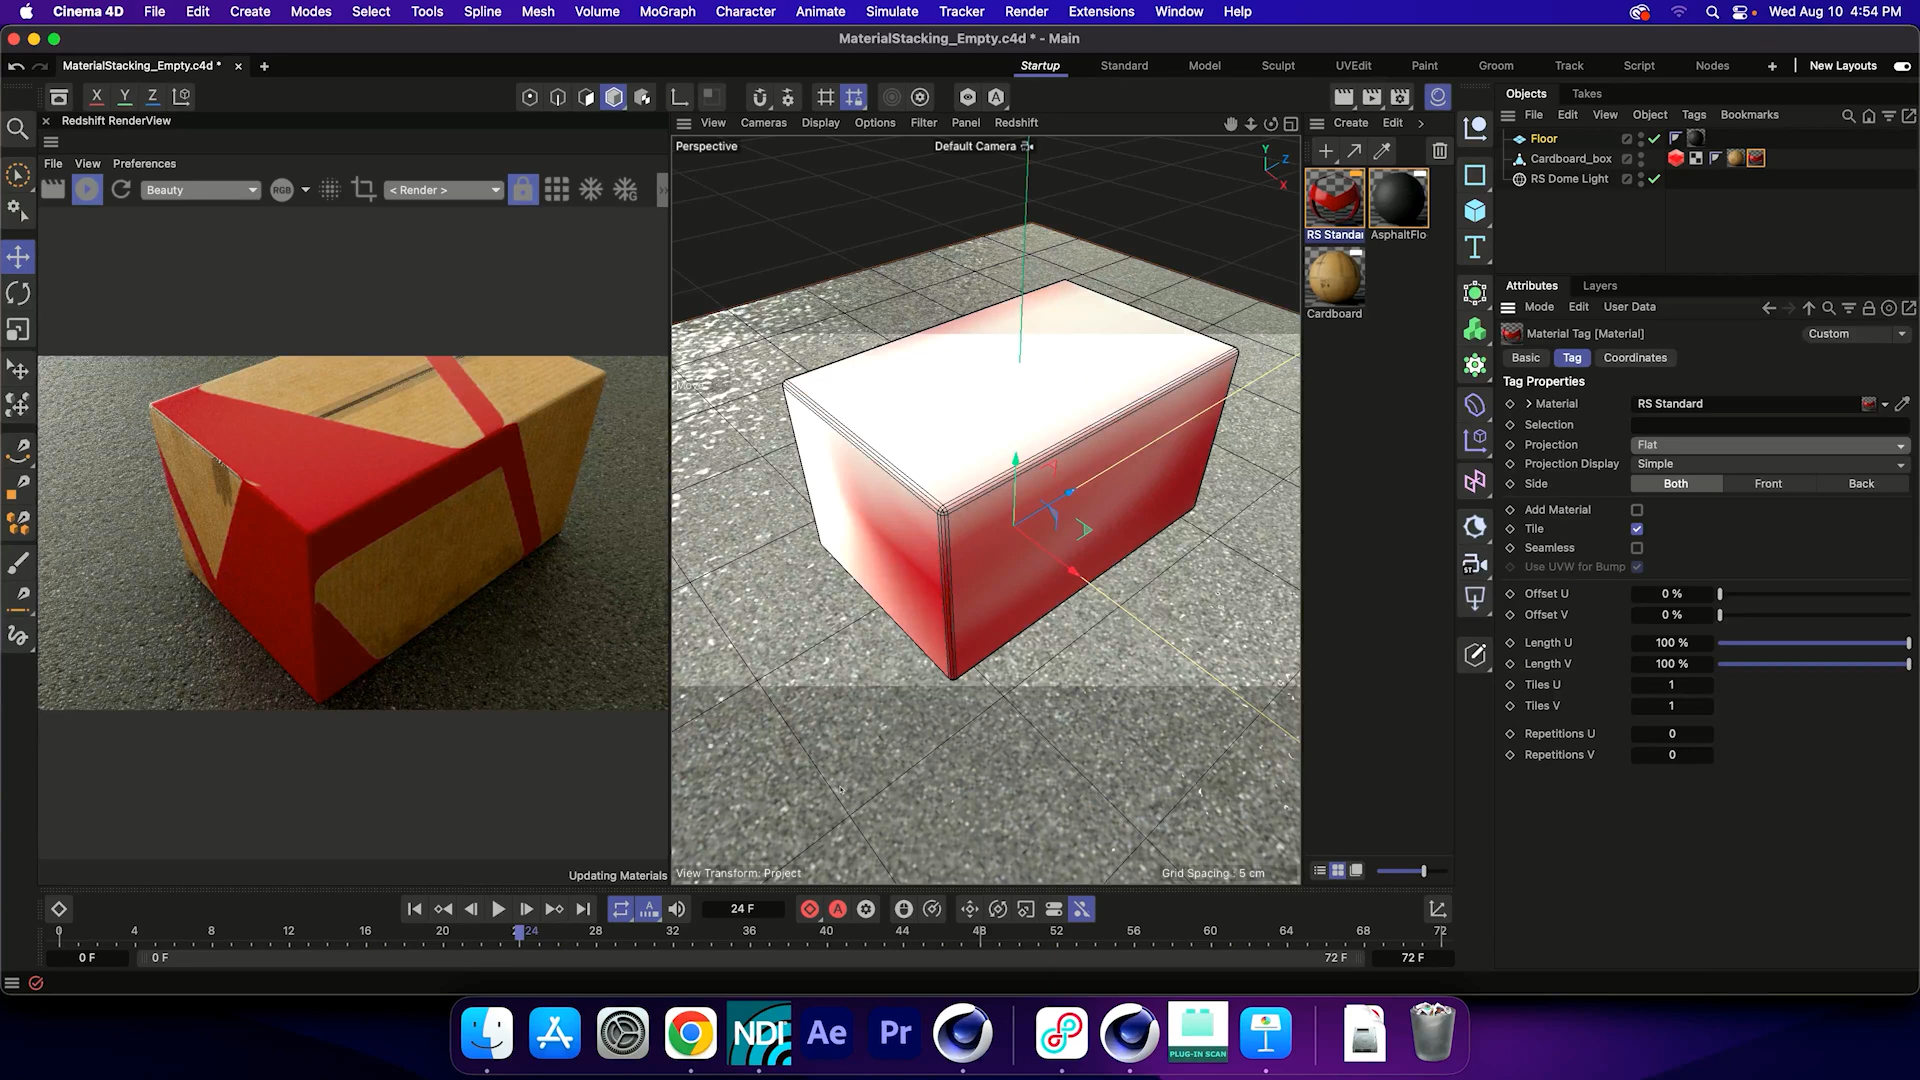 Cinema 4D File Edit Create Modes Select Tools Spline Mesh Volume MoGraph Character Animate Simulate Tracker Render Extensions Window Help Wed Aug 10 4:54 PM
MaterialStacking_Empty.c4d * - Main
MaterialStacking_Empty.c4d * Startup Standard Model Sculpt UVEdit Paint Groom Track Script Nodes New Layouts
X Y Z
Redshift RenderView
File View Preferences
Beauty RGB < Render >
Updating Materials
View Cameras Display Options Filter Panel Redshift
Perspective Default Camera
Y Z X
Move
View Transform: Project Grid Spacing : 5 cm
Create Edit
RS Standar AsphaltFlo
Cardboard
Objects Takes
File Edit View Object Tags Bookmarks
Floor
Cardboard_box
RS Dome Light
Attributes Layers
Mode Edit User Data
Material Tag [Material] Custom
Basic Tag Coordinates
Tag Properties
Material RS Standard
Selection
Projection Flat
Projection Display Simple
Side Both Front Back
Add Material
Tile
Seamless
Use UVW for Bump
Offset U 0 %
Offset V 0 %
Length U 100 %
Length V 100 %
Tiles U 1
Tiles V 1
Repetitions U 0
Repetitions V 0
24 F
0 4 8 12 16 20 24 28 32 36 40 44 48 52 56 60 64 68 72
0 F 0 F 72 F 72 F
NDI Ae Pr PLUG-IN SCAN